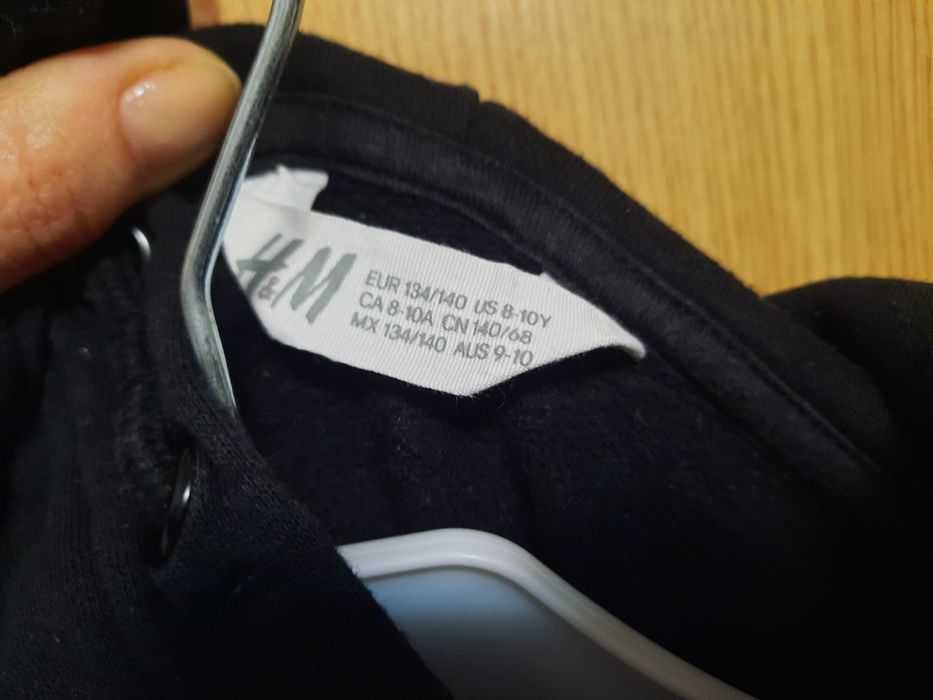 H&M
EUR 134/140 US 8-10Y
CA 8-10A CN 140/68
MX 134/140 AUS 9-10